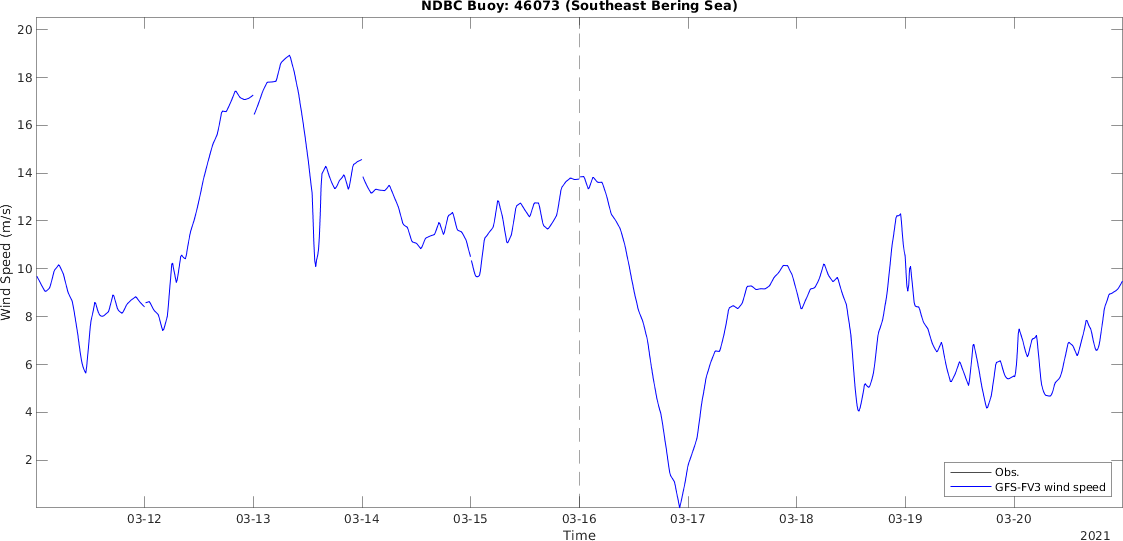 NDBC Buoy: 46073 (Southeast Bering Sea)
20
18
16
14
12
10
8
6
4
2
Wind Speed (m/s)
Obs.
GFS-FV3 wind speed
03-12 03-13 03-14 03-15 03-16 03-17 03-18 03-19 03-20
Time
2021